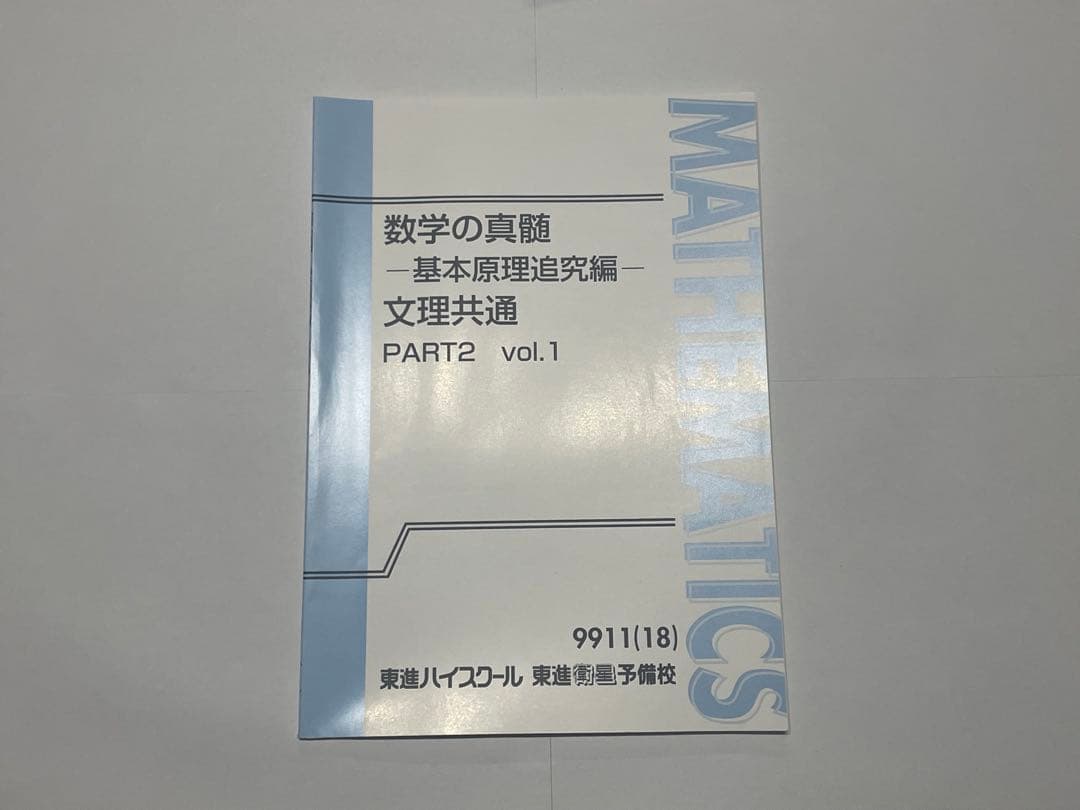 数学の真髄
―基本原理追究編―
文理共通
PART2 vol.1
MATHEMATICS
9911(18)
東進ハイスクール 東進衛星予備校